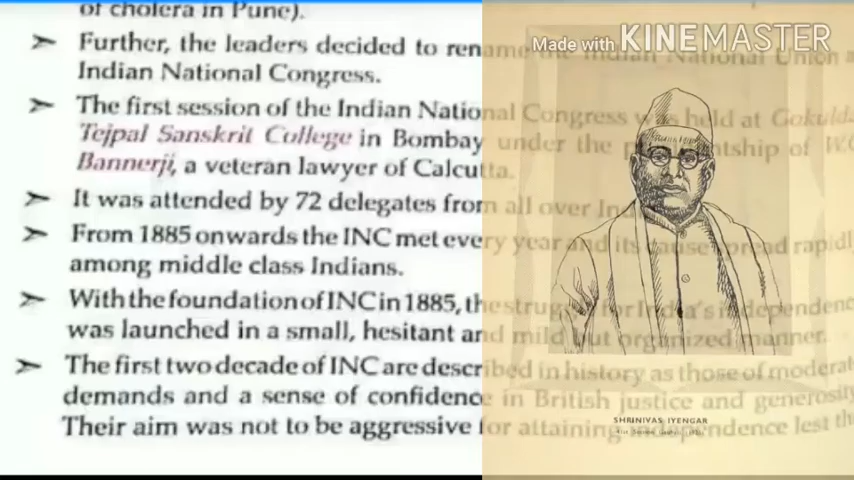 of cholera in Pune).
Made with KINEMASTER
➢ Further, the leaders decided to rename the Indian National Union a
Indian National Congress.
➢ The first session of the Indian National Congress was held at Gokulda
Tejpal Sanskrit College in Bombay under the presidentship of W.C
Bannerji, a veteran lawyer of Calcutta.
➢ It was attended by 72 delegates from all over India.
➢ From 1885 onwards the INC met every year and its cause spread rapidly
among middle class Indians.
➢ With the foundation of INC in 1885, the struggle for India's independenc
was launched in a small, hesitant and mild but organized manner.
➢ The first two decade of INC are described in history as those of moderat
demands and a sense of confidence in British justice and generosity
Their aim was not to be aggressive for attaining independence lest th
SHRINIVAS IYENGAR